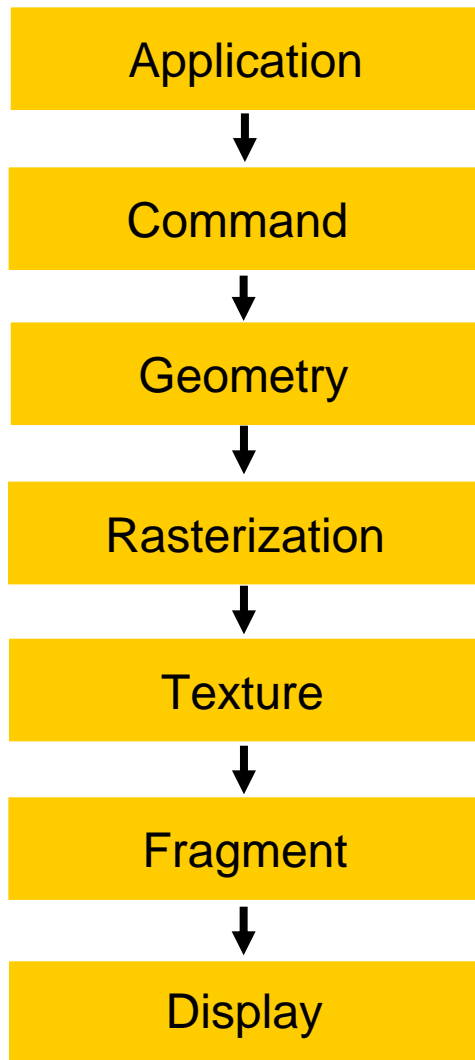 Application
Command
Geometry
Rasterization
Texture
Fragment
Display